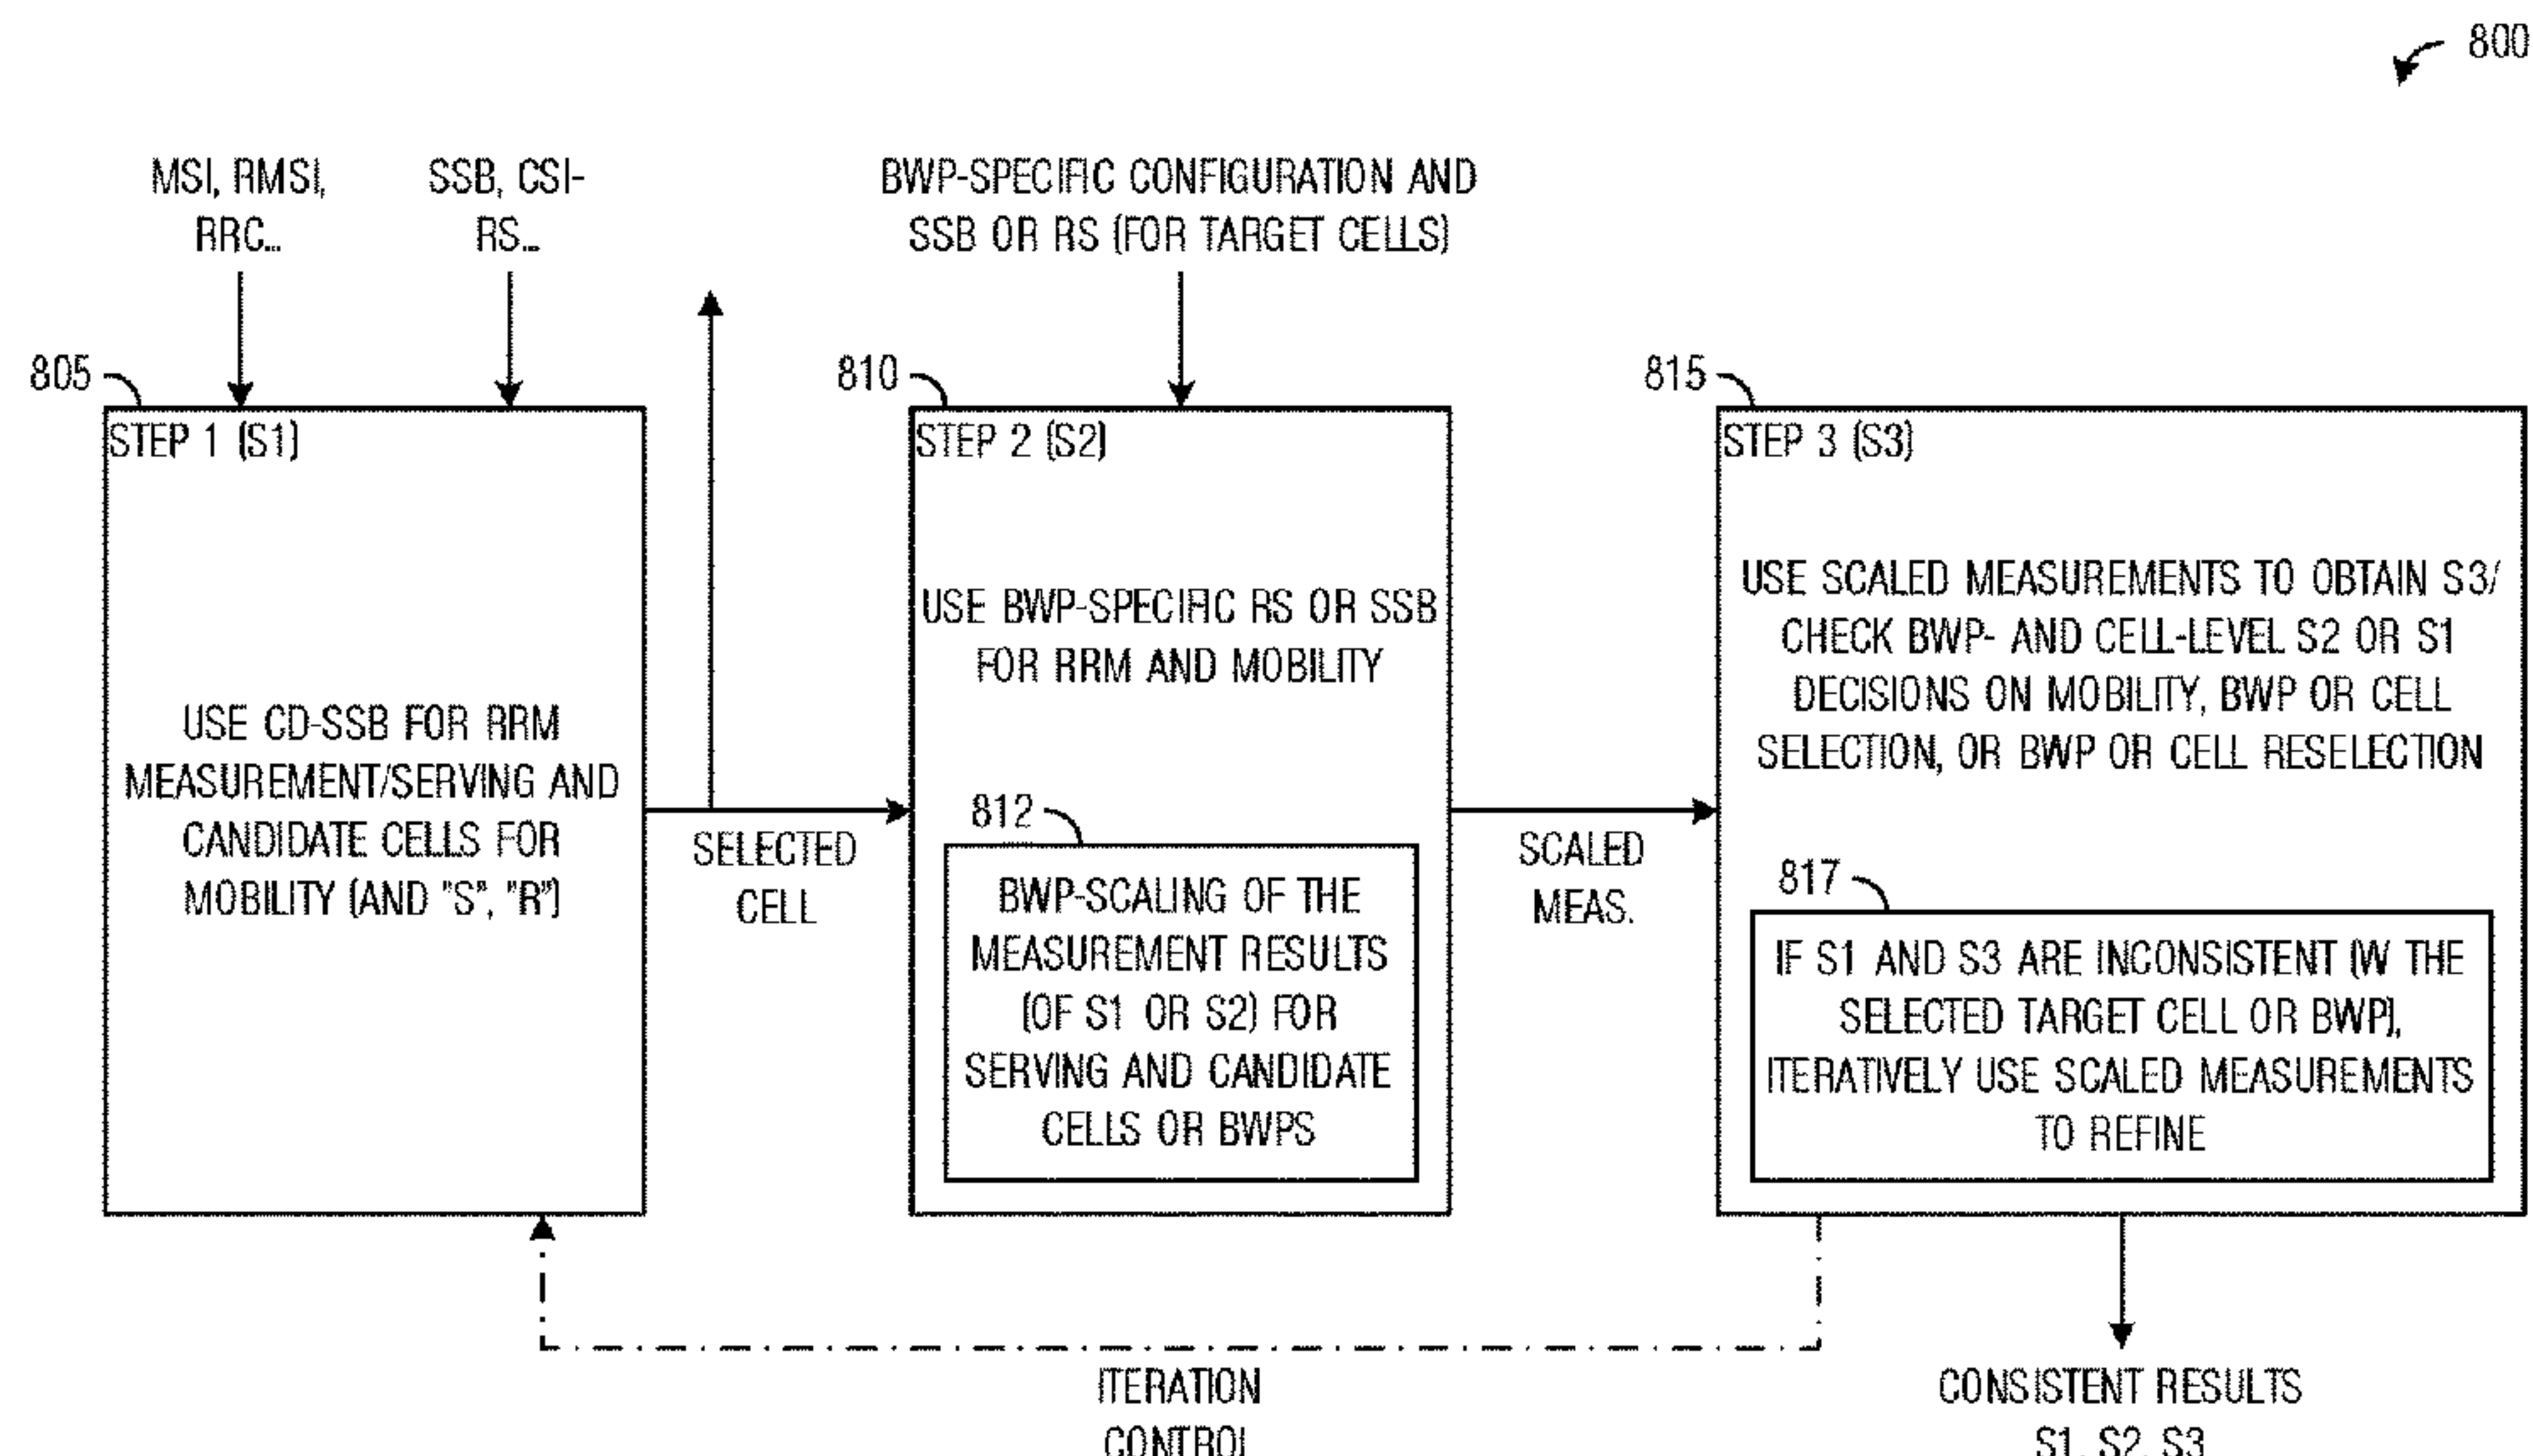 800
MSI, RMSI,
RRC...
SSB, CSI-
RS...
BWP-SPECIFIC CONFIGURATION AND
SSB OR RS (FOR TARGET CELLS)
805
STEP 1 (S1)
USE CD-SSB FOR RRM
MEASUREMENT/SERVING AND
CANDIDATE CELLS FOR
MOBILITY (AND "S", "R")
SELECTED
CELL
810
STEP 2 (S2)
USE BWP-SPECIFIC RS OR SSB
FOR RRM AND MOBILITY
812
BWP-SCALING OF THE
MEASUREMENT RESULTS
(OF S1 OR S2) FOR
SERVING AND CANDIDATE
CELLS OR BWPS
SCALED
MEAS.
815
STEP 3 (S3)
USE SCALED MEASUREMENTS TO OBTAIN S3/
CHECK BWP- AND CELL-LEVEL S2 OR S1
DECISIONS ON MOBILITY, BWP OR CELL
SELECTION, OR BWP OR CELL RESELECTION
817
IF S1 AND S3 ARE INCONSISTENT (W THE
SELECTED TARGET CELL OR BWP),
ITERATIVELY USE SCALED MEASUREMENTS
TO REFINE
ITERATION
CONTROL
CONSISTENT RESULTS
S1, S2, S3